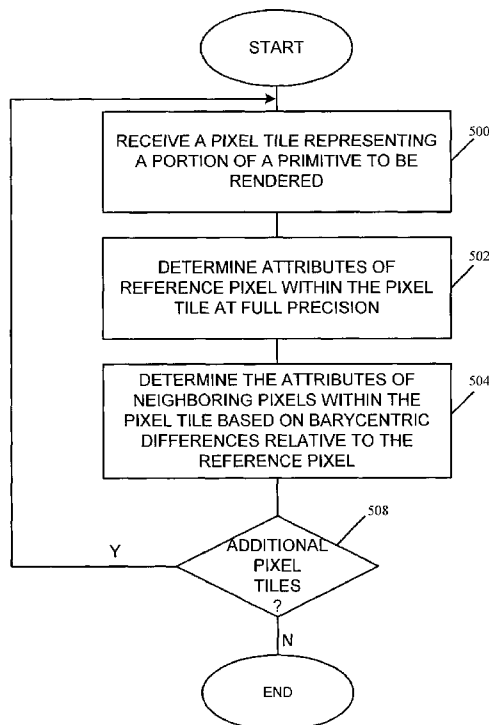 START
RECEIVE A PIXEL TILE REPRESENTING
A PORTION OF A PRIMITIVE TO BE
RENDERED
500
DETERMINE ATTRIBUTES OF
REFERENCE PIXEL WITHIN THE PIXEL
TILE AT FULL PRECISION
502
DETERMINE THE ATTRIBUTES OF
NEIGHBORING PIXELS WITHIN THE
PIXEL TILE BASED ON BARYCENTRIC
DIFFERENCES RELATIVE TO THE
REFERENCE PIXEL.
504
508
ADDITIONAL
PIXEL
TILES
?
Y
N
END